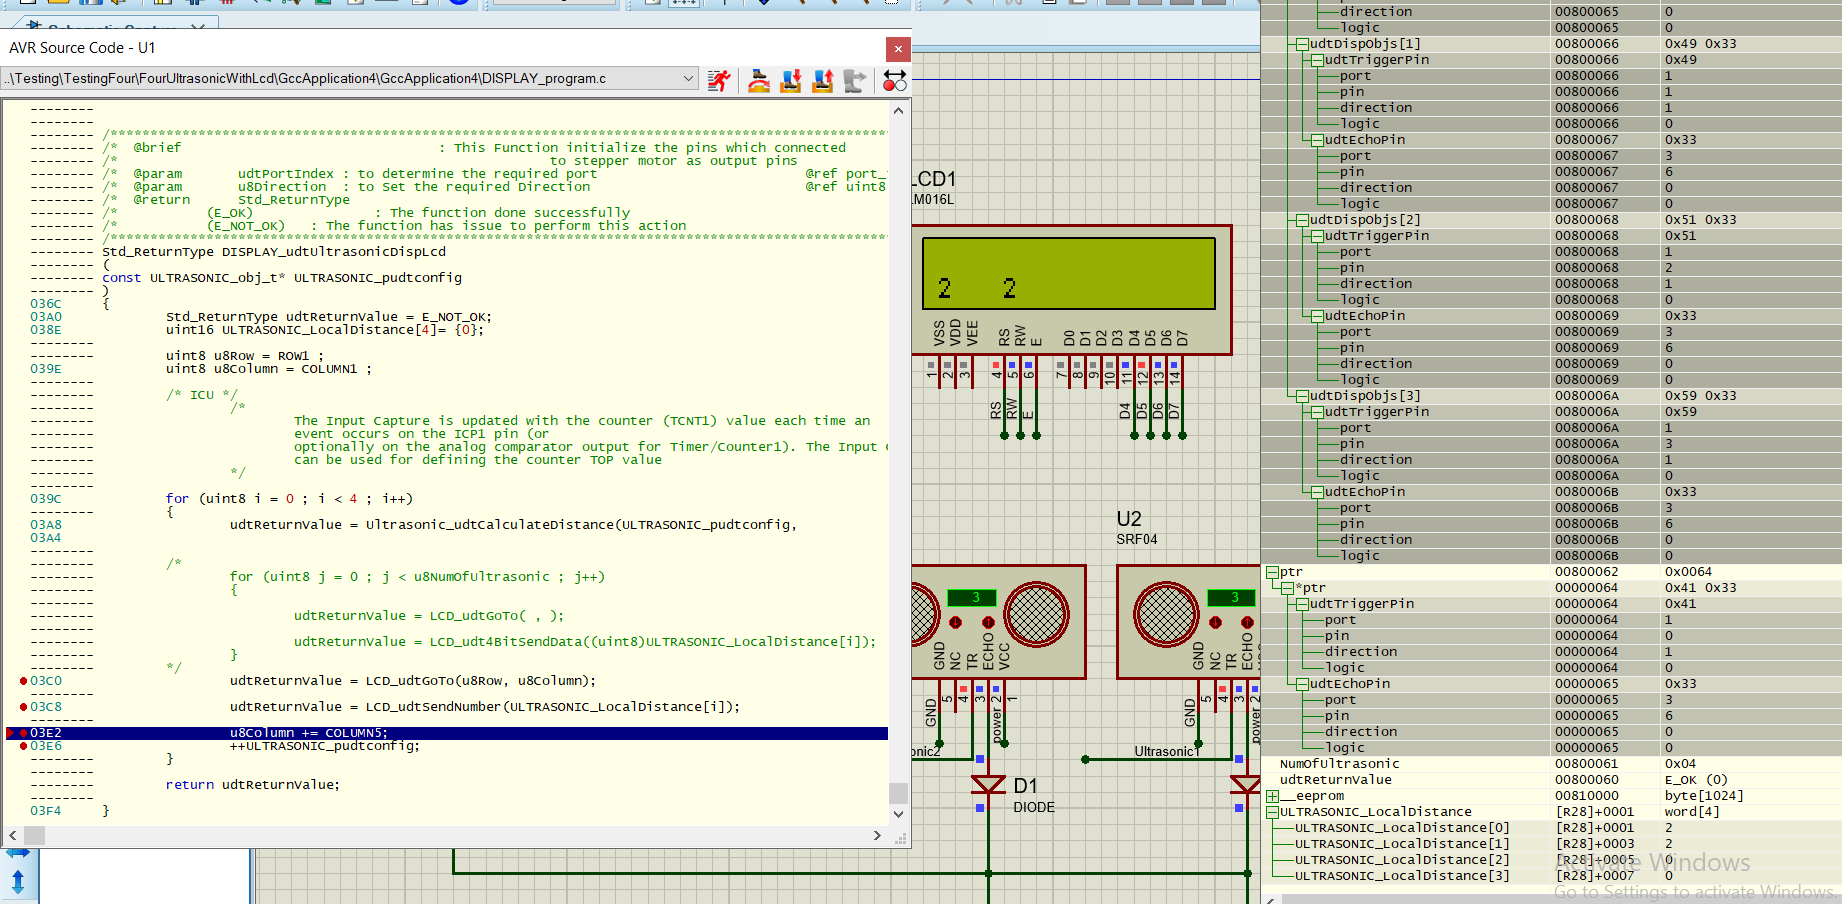 AVR Source Code - U1
..\Testing\TestingFour\FourUltrasonicWithLcd\GccApplication4\GccApplication4\DISPLAY_program.c
/* @brief : This Function initialize the pins which connected
/* to stepper motor as output pins
/* @param udtPortIndex : to determine the required port @ref port_
/* @param u8Direction : to Set the required Direction @ref uint8
/* @return Std_ReturnType
/* (E_OK) : The function done successfully
/* (E_NOT_OK) : The function has issue to perform this action
Std_ReturnType DISPLAY_udtUltrasonicDispLcd
(
const ULTRASONIC_obj_t* ULTRASONIC_pudtconfig
)
036C {
03A0 Std_ReturnType udtReturnValue = E_NOT_OK;
038E uint16 ULTRASONIC_LocalDistance[4]= {0};
uint8 u8Row = ROW1 ;
039E uint8 u8Column = COLUMN1 ;
/* ICU */
/*
The Input Capture is updated with the counter (TCNT1) value each time an
event occurs on the ICP1 pin (or
optionally on the analog comparator output for Timer/Counter1). The Input
can be used for defining the counter TOP value
*/
039C for (uint8 i = 0 ; i < 4 ; i++)
{
03A8 udtReturnValue = Ultrasonic_udtCalculateDistance(ULTRASONIC_pudtconfig,
03A4
/*
for (uint8 j = 0 ; j < u8NumOfUltrasonic ; j++)
{
udtReturnValue = LCD_udtGoTo( , );
udtReturnValue = LCD_udt4BitSendData((uint8)ULTRASONIC_LocalDistance[i]);
}
*/
03C0 udtReturnValue = LCD_udtGoTo(u8Row, u8Column);
03C8 udtReturnValue = LCD_udtSendNumber(ULTRASONIC_LocalDistance[i]);
03E2 u8Column += COLUMN5;
03E6 ++ULTRASONIC_pudtconfig;
}
return udtReturnValue;
03F4 }
LCD1
LM016L
2 2
VSS VDD VEE RS RW E D0 D1 D2 D3 D4 D5 D6 D7
1 2 3 4 5 6 7 8 9 10 11 12 13 14
RS RW E D4 D5 D6 D7
U2
SRF04
3 3
GND NC TR ECHO VCC
GND NC TR ECHO
5 4 3 2 1
5 4 3 2
GND power
GND power
onic2
Ultrasonic1
D1
DIODE
direction 00800065 0
logic 00800065 0
udtDispObjs[1] 00800066 0x49 0x33
udtTriggerPin 00800066 0x49
port 00800066 1
pin 00800066 1
direction 00800066 1
logic 00800066 0
udtEchoPin 00800067 0x33
port 00800067 3
pin 00800067 6
direction 00800067 0
logic 00800067 0
udtDispObjs[2] 00800068 0x51 0x33
udtTriggerPin 00800068 0x51
port 00800068 1
pin 00800068 2
direction 00800068 1
logic 00800068 0
udtEchoPin 00800069 0x33
port 00800069 3
pin 00800069 6
direction 00800069 0
logic 00800069 0
udtDispObjs[3] 0080006A 0x59 0x33
udtTriggerPin 0080006A 0x59
port 0080006A 1
pin 0080006A 3
direction 0080006A 1
logic 0080006A 0
udtEchoPin 0080006B 0x33
port 0080006B 3
pin 0080006B 6
direction 0080006B 0
logic 0080006B 0
ptr 00800062 0x0064
*ptr 00000064 0x41 0x33
udtTriggerPin 00000064 0x41
port 00000064 1
pin 00000064 0
direction 00000064 1
logic 00000064 0
udtEchoPin 00000065 0x33
port 00000065 3
pin 00000065 6
direction 00000065 0
logic 00000065 0
NumOfUltrasonic 00800061 0x04
udtReturnValue 00800060 E_OK (0)
__eeprom 00810000 byte[1024]
ULTRASONIC_LocalDistance [R28]+0001 word[4]
ULTRASONIC_LocalDistance[0] [R28]+0001 2
ULTRASONIC_LocalDistance[1] [R28]+0003 2
ULTRASONIC_LocalDistance[2] [R28]+0005 0
ULTRASONIC_LocalDistance[3] [R28]+0007 0
Activate Windows
Go to Settings to activate Windows.